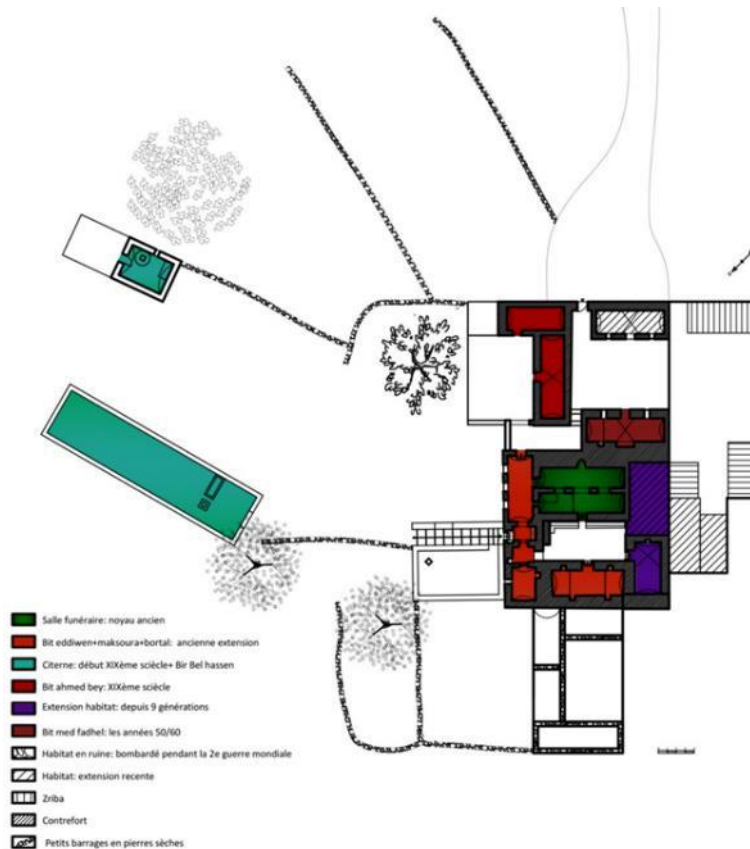 Salle funéraire: noyau ancien
Bit eddiwen+maksoura+bortal: ancienne extension
Citerne: début XIXème sciècle+ Bir Bel hassen
Bit ahmed bey: XIXème sciècle
Extension habitat: depuis 9 générations
Bit med fadhel: les années 50/60
Habitat en ruine: bombardé pendant la 2e guerre mondiale
Habitat: extension recente
Zriba
Contrefort
Petits barrages en pierres sèches